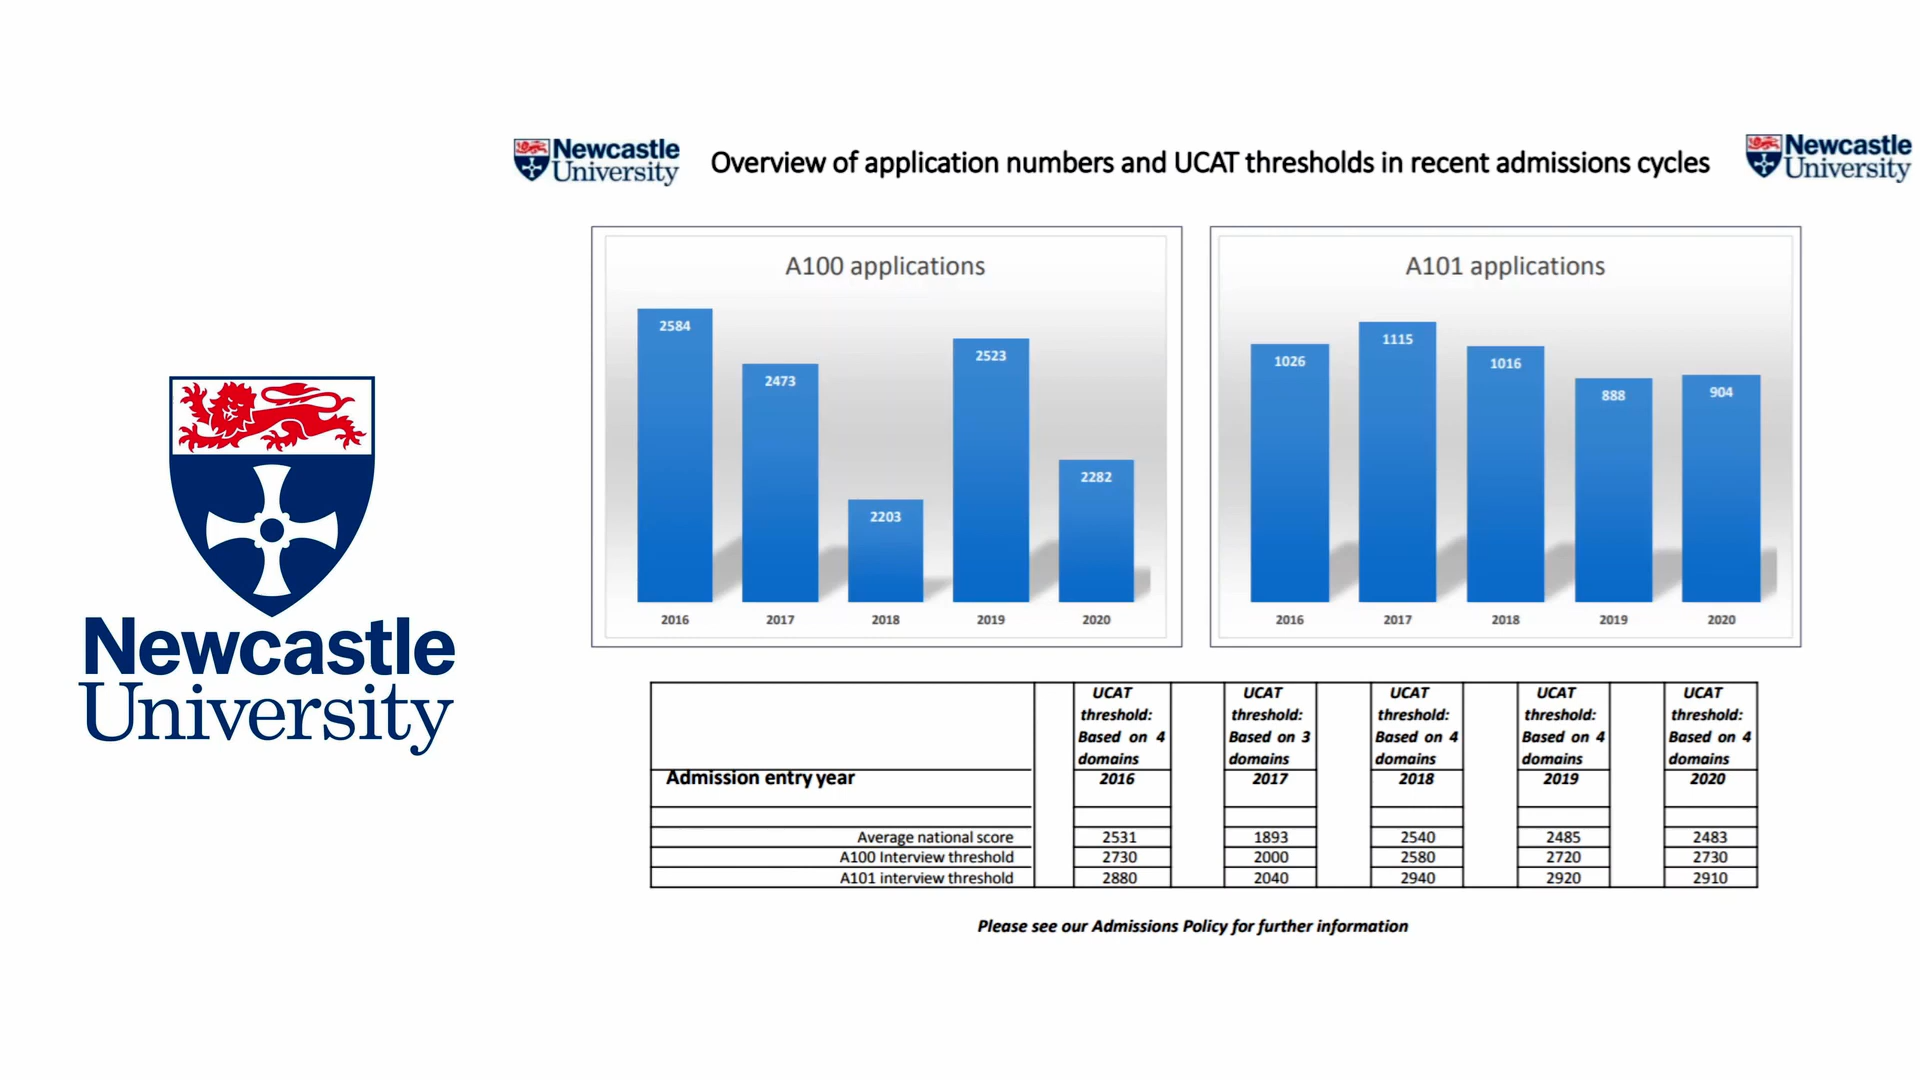 Newcastle
University
Newcastle
University
Overview of application numbers and UCAT thresholds in recent admissions cycles
Newcastle
University
A100 applications
2584
2473
2203
2523
2282
2016 2017 2018 2019 2020
A101 applications
1026
1115
1016
888
904
2016 2017 2018 2019 2020
UCAT UCAT UCAT UCAT UCAT
threshold: threshold: threshold: threshold: threshold:
Based on 4 Based on 3 Based on 4 Based on 4 Based on 4
domains domains domains domains domains
Admission entry year 2016 2017 2018 2019 2020
Average national score 2531 1893 2540 2485 2483
A100 Interview threshold 2730 2000 2580 2720 2730
A101 interview threshold 2880 2040 2940 2920 2910
Please see our Admissions Policy for further information